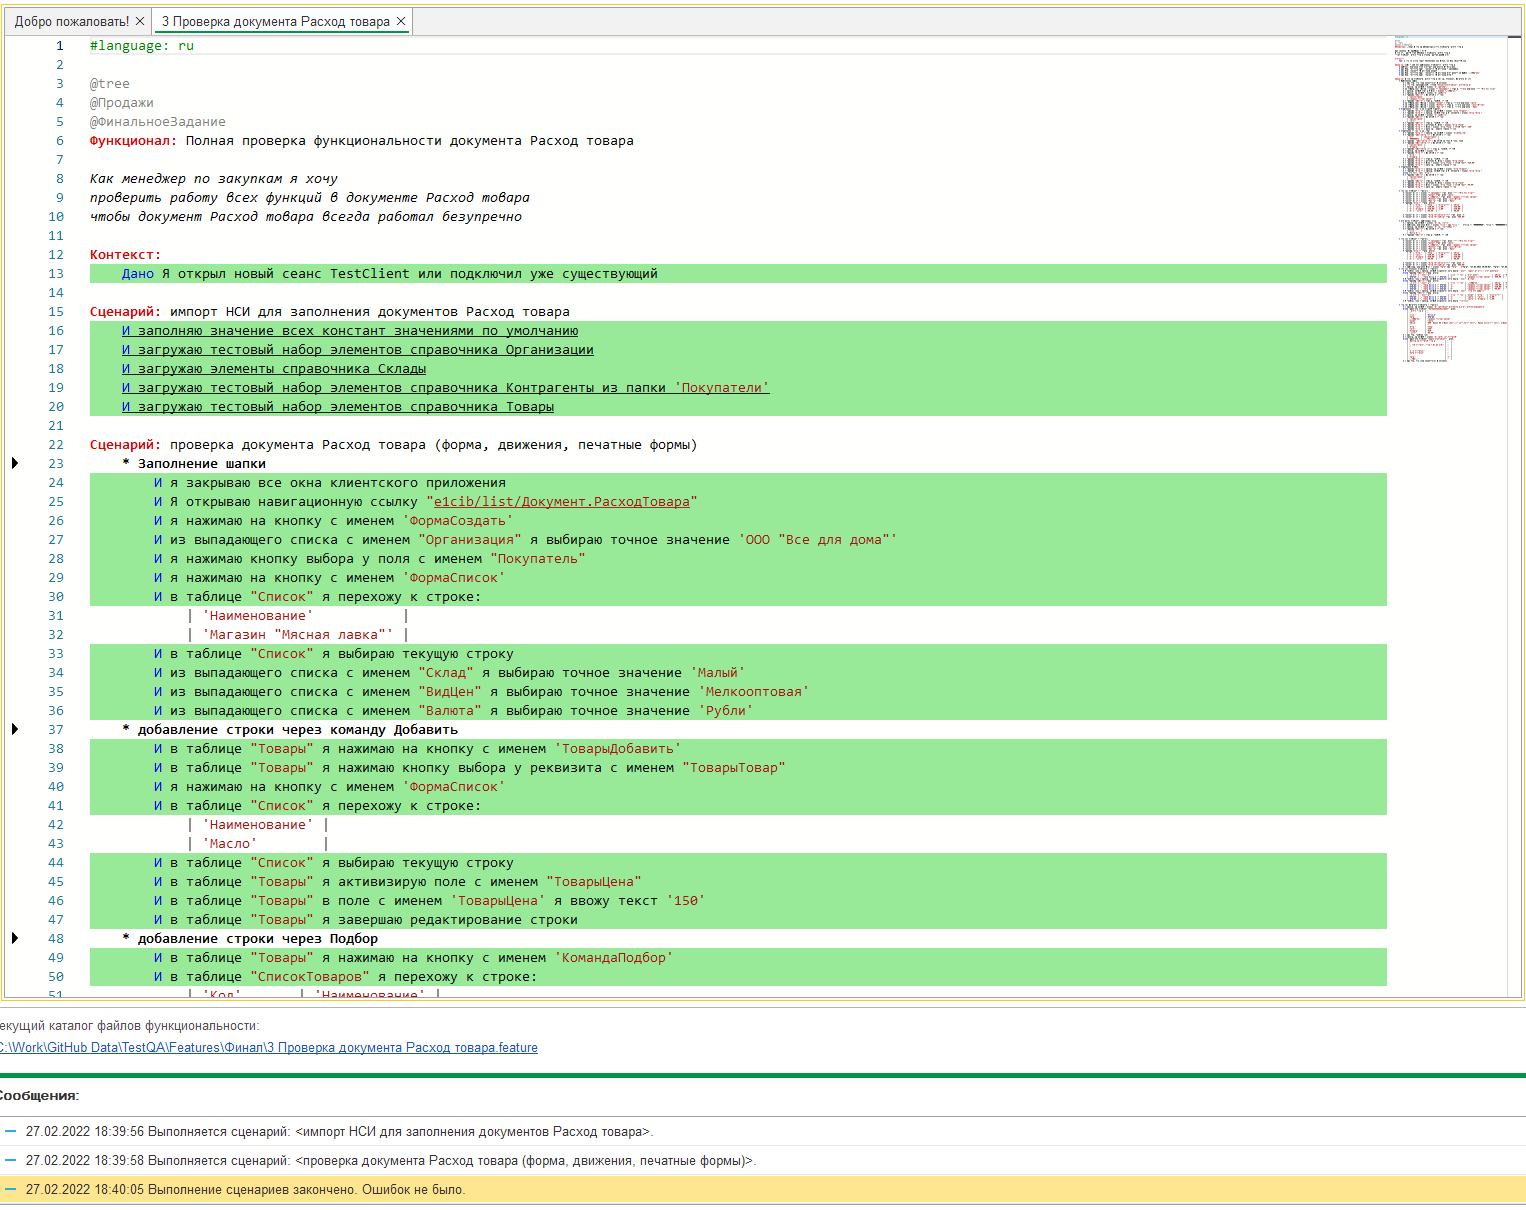 Добро пожаловать! × 3 Проверка документа Расход товара ×
1 #language: ru
2
3 @tree
4 @Продажи
5 @ФинальноеЗадание
6 Функционал: Полная проверка функциональности документа Расход товара
7
8 Как менеджер по закупкам я хочу
9 проверить работу всех функций в документе Расход товара
10 чтобы документ Расход товара всегда работал безупречно
11
12 Контекст:
13 Дано Я открыл новый сеанс TestClient или подключил уже существующий
14
15 Сценарий: импорт НСИ для заполнения документов Расход товара
16 И заполняю значение всех констант значениями по умолчанию
17 И загружаю тестовый набор элементов справочника Организации
18 И загружаю элементы справочника Склады
19 И загружаю тестовый набор элементов справочника Контрагенты из папки 'Покупатели'
20 И загружаю тестовый набор элементов справочника Товары
21
22 Сценарий: проверка документа Расход товара (форма, движения, печатные формы)
23 * Заполнение шапки
24 И я закрываю все окна клиентского приложения
25 И Я открываю навигационную ссылку "e1cib/list/Документ.РасходТовара"
26 И я нажимаю на кнопку с именем 'ФормаСоздать'
27 И из выпадающего списка с именем "Организация" я выбираю точное значение 'ООО "Все для дома"'
28 И я нажимаю кнопку выбора у поля с именем "Покупатель"
29 И я нажимаю на кнопку с именем 'ФормаСписок'
30 И в таблице "Список" я перехожу к строке:
31 | 'Наименование' |
32 | 'Магазин "Мясная лавка"' |
33 И в таблице "Список" я выбираю текущую строку
34 И из выпадающего списка с именем "Склад" я выбираю точное значение 'Малый'
35 И из выпадающего списка с именем "ВидЦен" я выбираю точное значение 'Мелкооптовая'
36 И из выпадающего списка с именем "Валюта" я выбираю точное значение 'Рубли'
37 * добавление строки через команду Добавить
38 И в таблице "Товары" я нажимаю на кнопку с именем 'ТоварыДобавить'
39 И в таблице "Товары" я нажимаю кнопку выбора у реквизита с именем "ТоварыТовар"
40 И я нажимаю на кнопку с именем 'ФормаСписок'
41 И в таблице "Список" я перехожу к строке:
42 | 'Наименование' |
43 | 'Масло' |
44 И в таблице "Список" я выбираю текущую строку
45 И в таблице "Товары" я активизирую поле с именем "ТоварыЦена"
46 И в таблице "Товары" в поле с именем 'ТоварыЦена' я ввожу текст '150'
47 И в таблице "Товары" я завершаю редактирование строки
48 * добавление строки через Подбор
49 И в таблице "Товары" я нажимаю на кнопку с именем 'КомандаПодбор'
50 И в таблице "СписокТоваров" я перехожу к строке:
51 | 'Код' | 'Наименование' |
екущий каталог файлов функциональности:
C:\Work\GitHub Data\TestQA\Features\Финал\3 Проверка документа Расход товара.feature
Сообщения:
27.02.2022 18:39:56 Выполняется сценарий: <импорт НСИ для заполнения документов Расход товара>.
27.02.2022 18:39:58 Выполняется сценарий: <проверка документа Расход товара (форма, движения, печатные формы)>.
27.02.2022 18:40:05 Выполнение сценариев закончено. Ошибок не было.